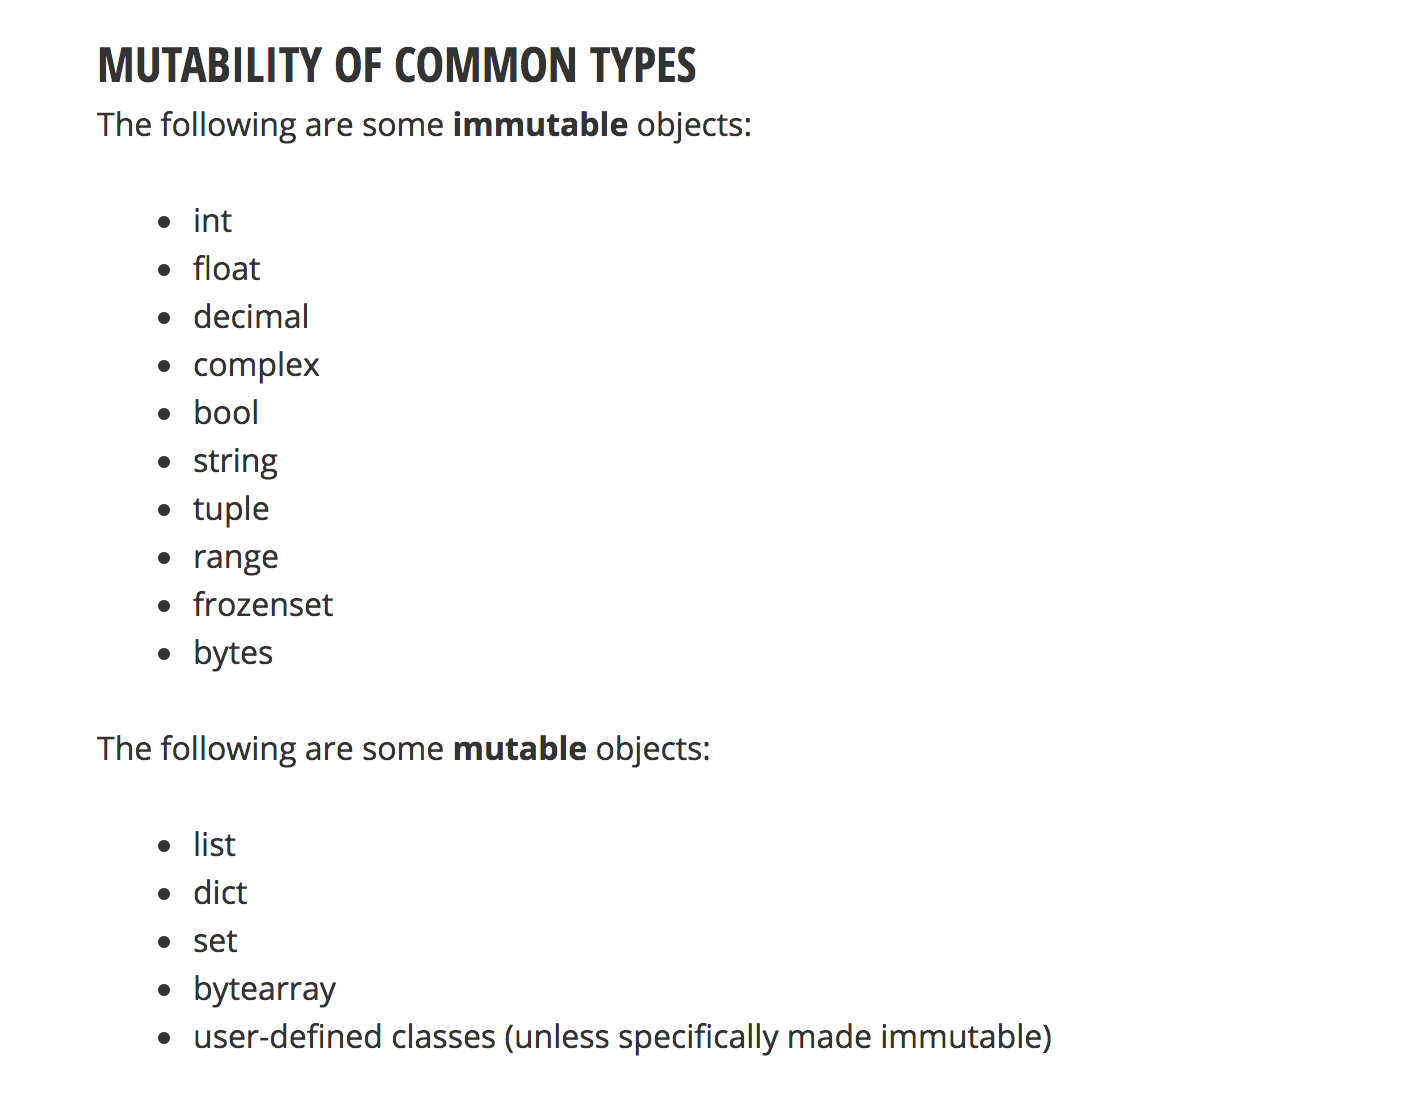 MUTABILITY OF COMMON TYPES
The following are some immutable objects:
• int
• float
• decimal
• complex
• bool
• string
• tuple
• range
• frozenset
• bytes
The following are some mutable objects:
• list
• dict
• set
• bytearray
• user-defined classes (unless specifically made immutable)